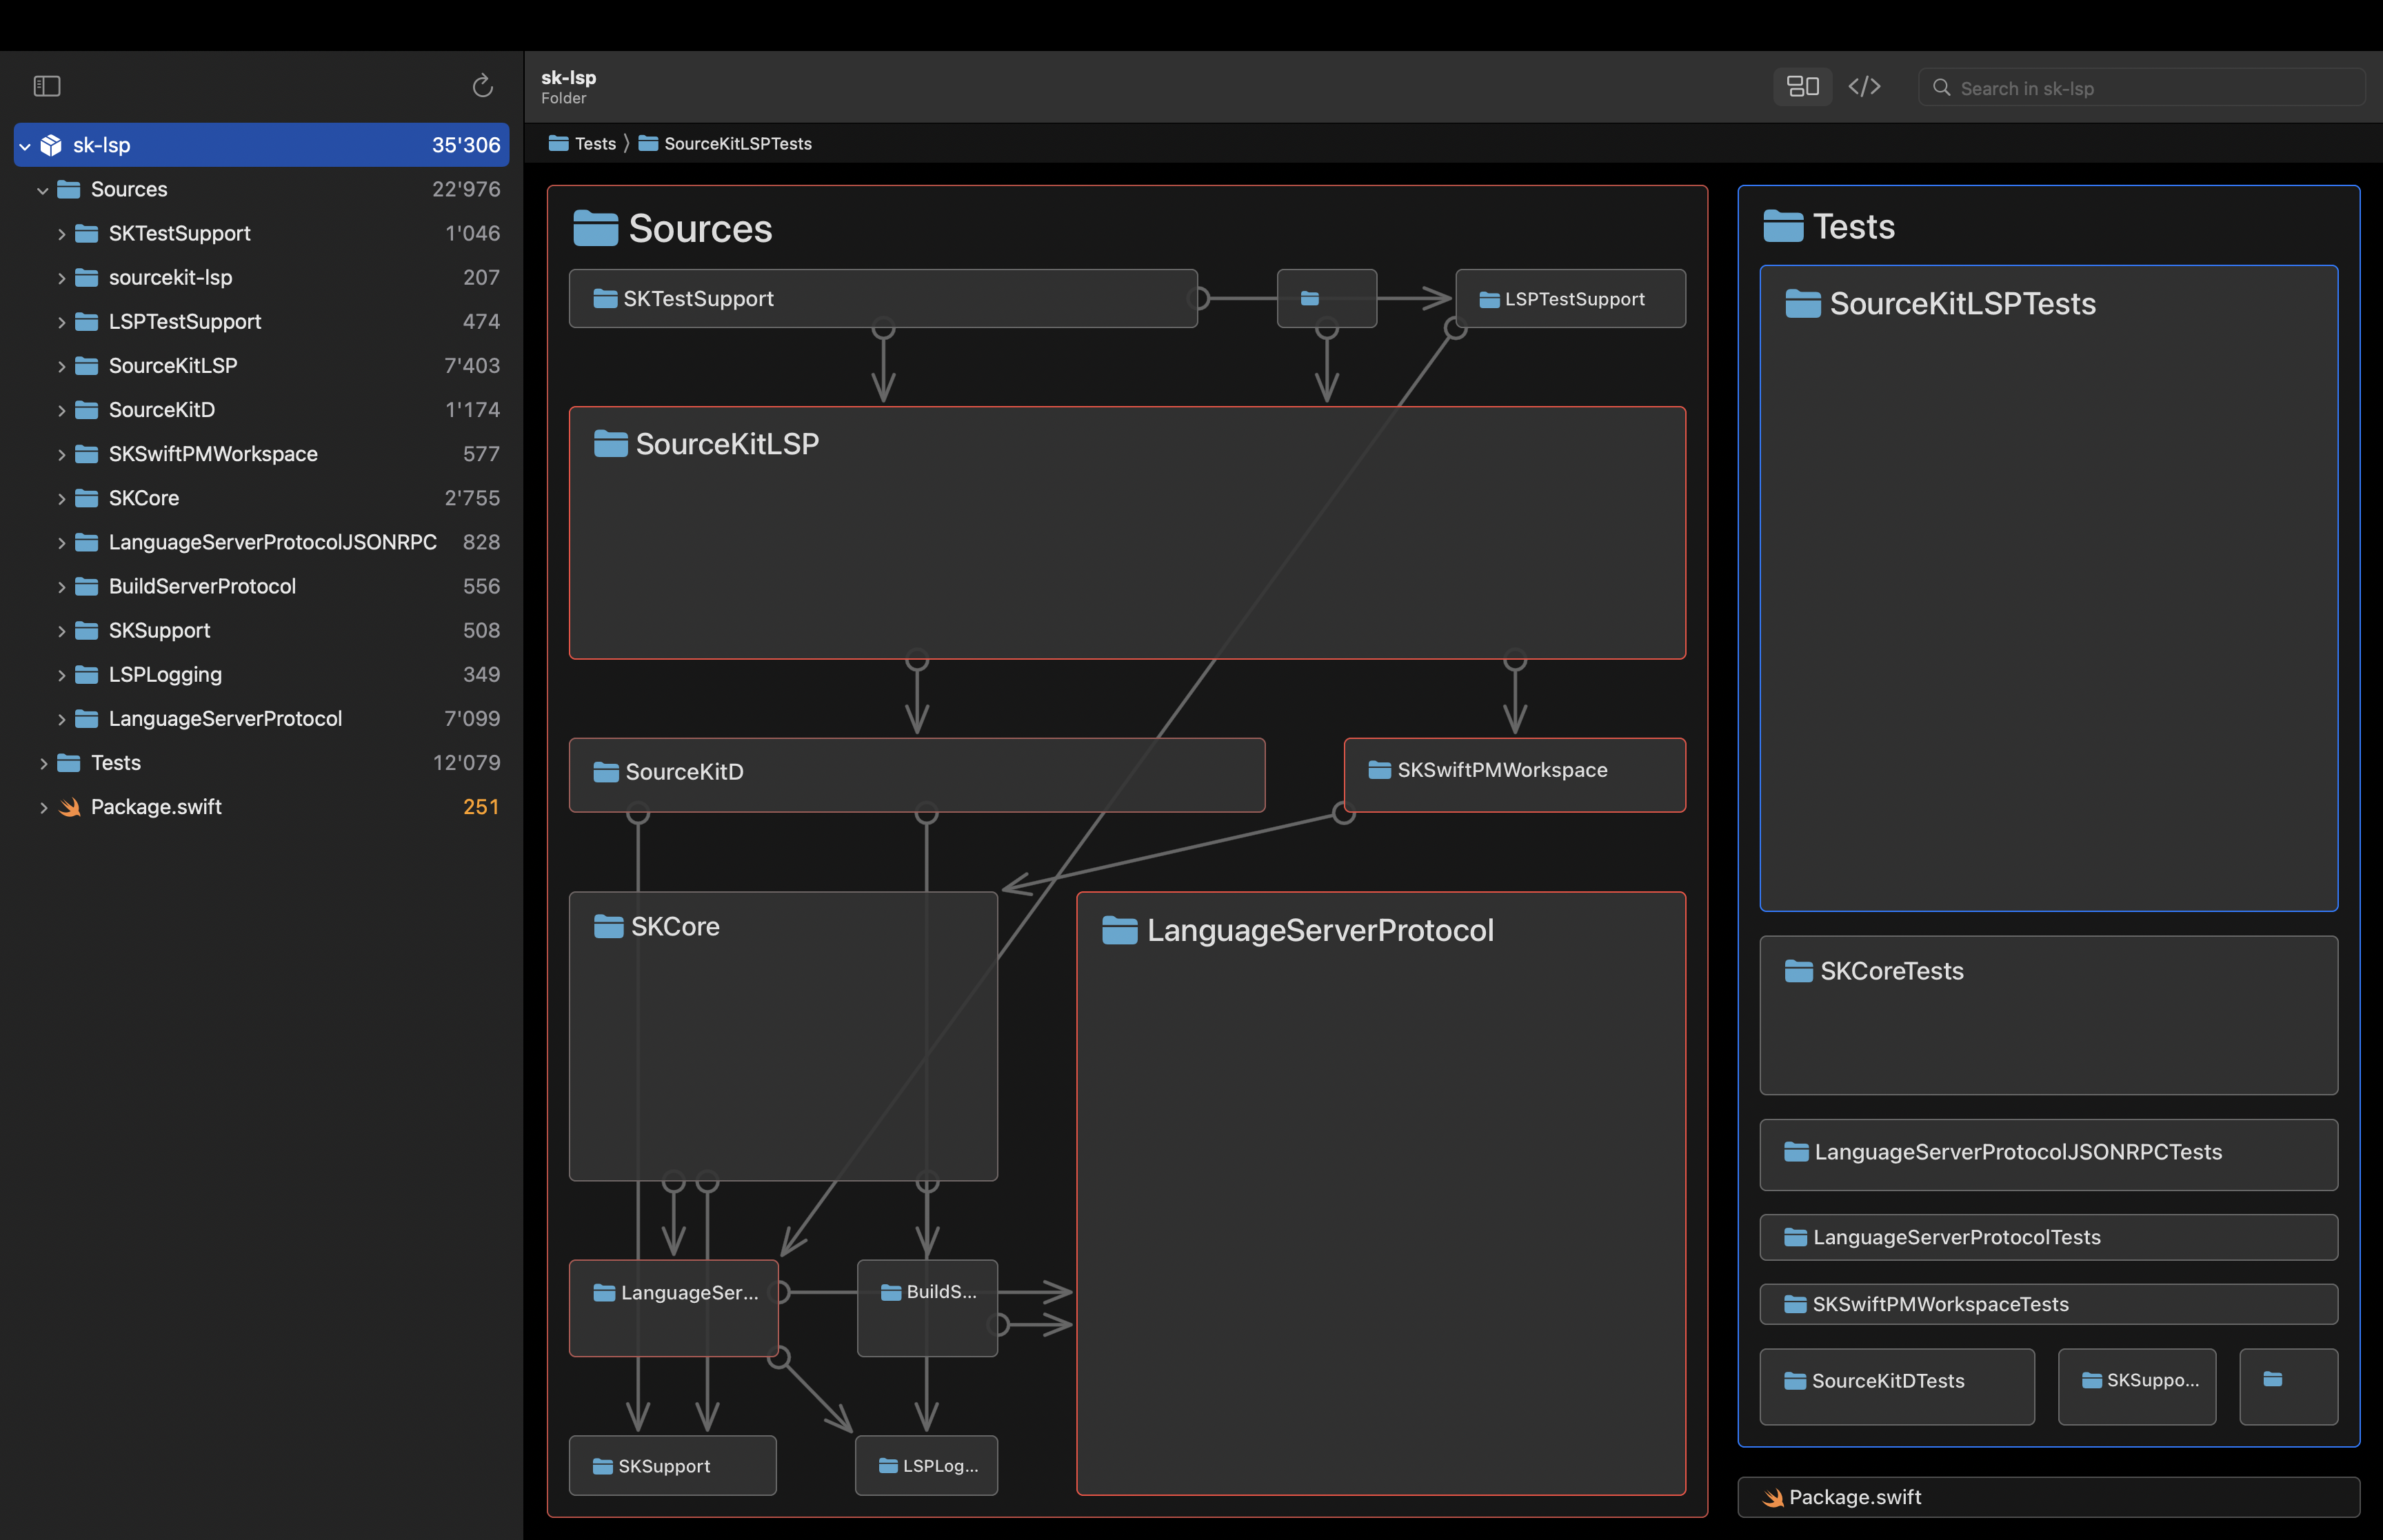 sk-lsp 35'306
Sources 22'976
SKTestSupport 1'046
sourcekit-lsp 207
LSPTestSupport 474
SourceKitLSP 7'403
SourceKitD 1'174
SKSwiftPMWorkspace 577
SKCore 2'755
LanguageServerProtocolJSONRPC 828
BuildServerProtocol 556
SKSupport 508
LSPLogging 349
LanguageServerProtocol 7'099
Tests 12'079
Package.swift 251
sk-lsp
Folder
Search in sk-lsp
Tests 〉 SourceKitLSPTests
Sources
SKTestSupport
LSPTestSupport
SourceKitLSP
SourceKitD
SKSwiftPMWorkspace
SKCore
LanguageServerProtocol
LanguageSer...
BuildS...
SKSupport
LSPLog...
Tests
SourceKitLSPTests
SKCoreTests
LanguageServerProtocolJSONRPCTests
LanguageServerProtocolTests
SKSwiftPMWorkspaceTests
SourceKitDTests
SKSuppo...
Package.swift